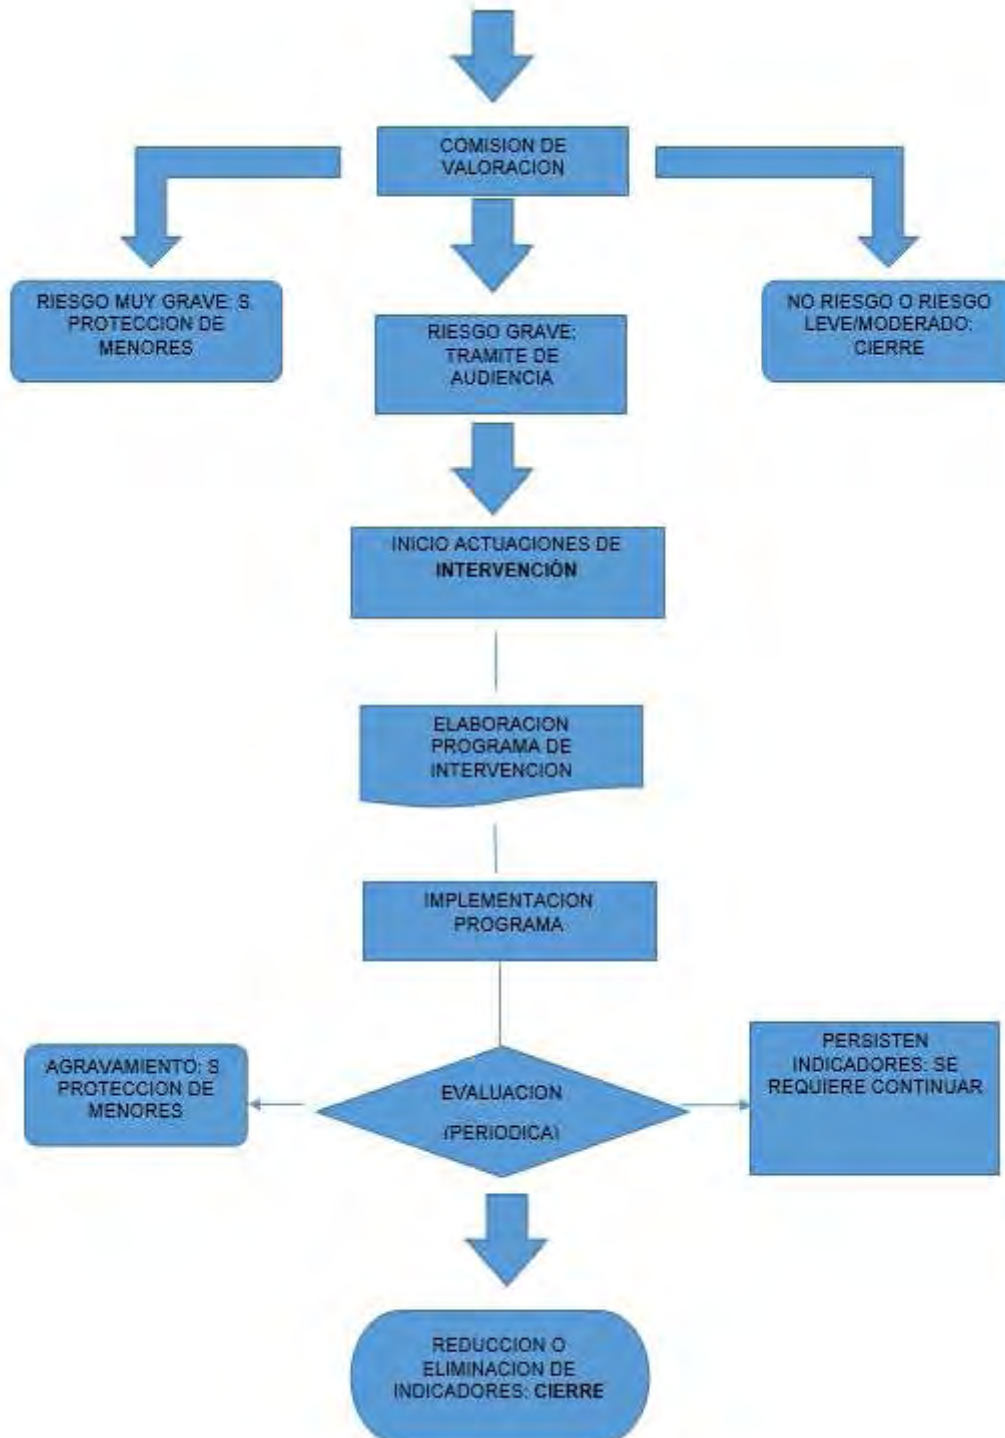 COMISION DE
VALORACION
RIESGO MUY GRAVE: S.
PROTECCION DE
MENORES
RIESGO GRAVE:
TRAMITE DE
AUDIENCIA
NO RIESGO O RIESGO
LEVE/MODERADO:
CIERRE
INICIO ACTUACIONES DE
INTERVENCIÓN
ELABORACION
PROGRAMA DE
INTERVENCION
IMPLEMENTACION
PROGRAMA
AGRAVAMIENTO: S
PROTECCION DE
MENORES
EVALUACION
(PERIODICA)
PERSISTEN
INDICADORES: SE
REQUIERE CONTINUAR
REDUCCION O
ELIMINACION DE
INDICADORES: CIERRE